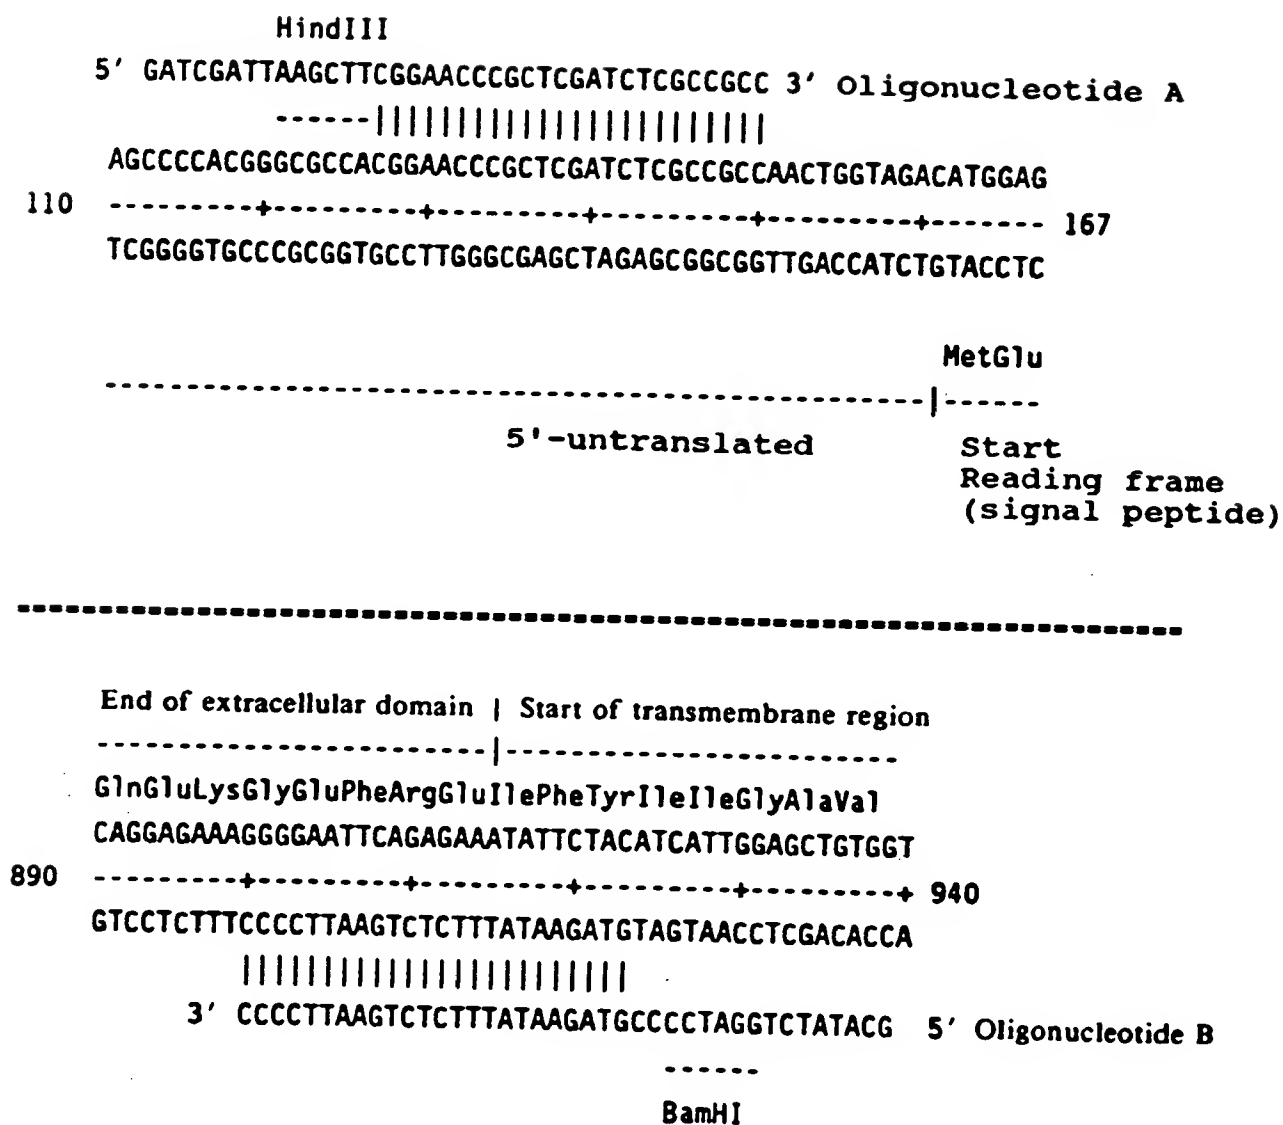 HindIII
5' GATCGATTAAGCTTCGGAACCCGCTCGATCTCGCCGCC 3' Oligonucleotide A
------||||||||||||||||||||||||
AGCCCCACGGGCGCCACGGAACCCGCTCGATCTCGCCGCCAACTGGTAGACATGGAG
110 ---------+---------+---------+---------+---------+------- 167
TCGGGGTGCCCGCGGTGCCTTGGGCGAGCTAGAGCGGCGGTTGACCATCTGTACCTC
MetGlu
--------------------------------------------------|------
5'-untranslated Start
Reading frame
(signal peptide)
End of extracellular domain | Start of transmembrane region
------------------------|------------------------
GlnGluLysGlyGluPheArgGluIlePheTyrIleIleGlyAlaVal
CAGGAGAAAGGGGAATTCAGAGAAATATTCTACATCATTGGAGCTGTGGT
890 ---------+---------+---------+---------+---------+ 940
GTCCTCTTTCCCCTTAAGTCTCTTTATAAGATGTAGTAACCTCGACACCA
||||||||||||||||||||||||
3' CCCCTTAAGTCTCTTTATAAGATGCCCCTAGGTCTATACG 5' Oligonucleotide B
------
BamHI